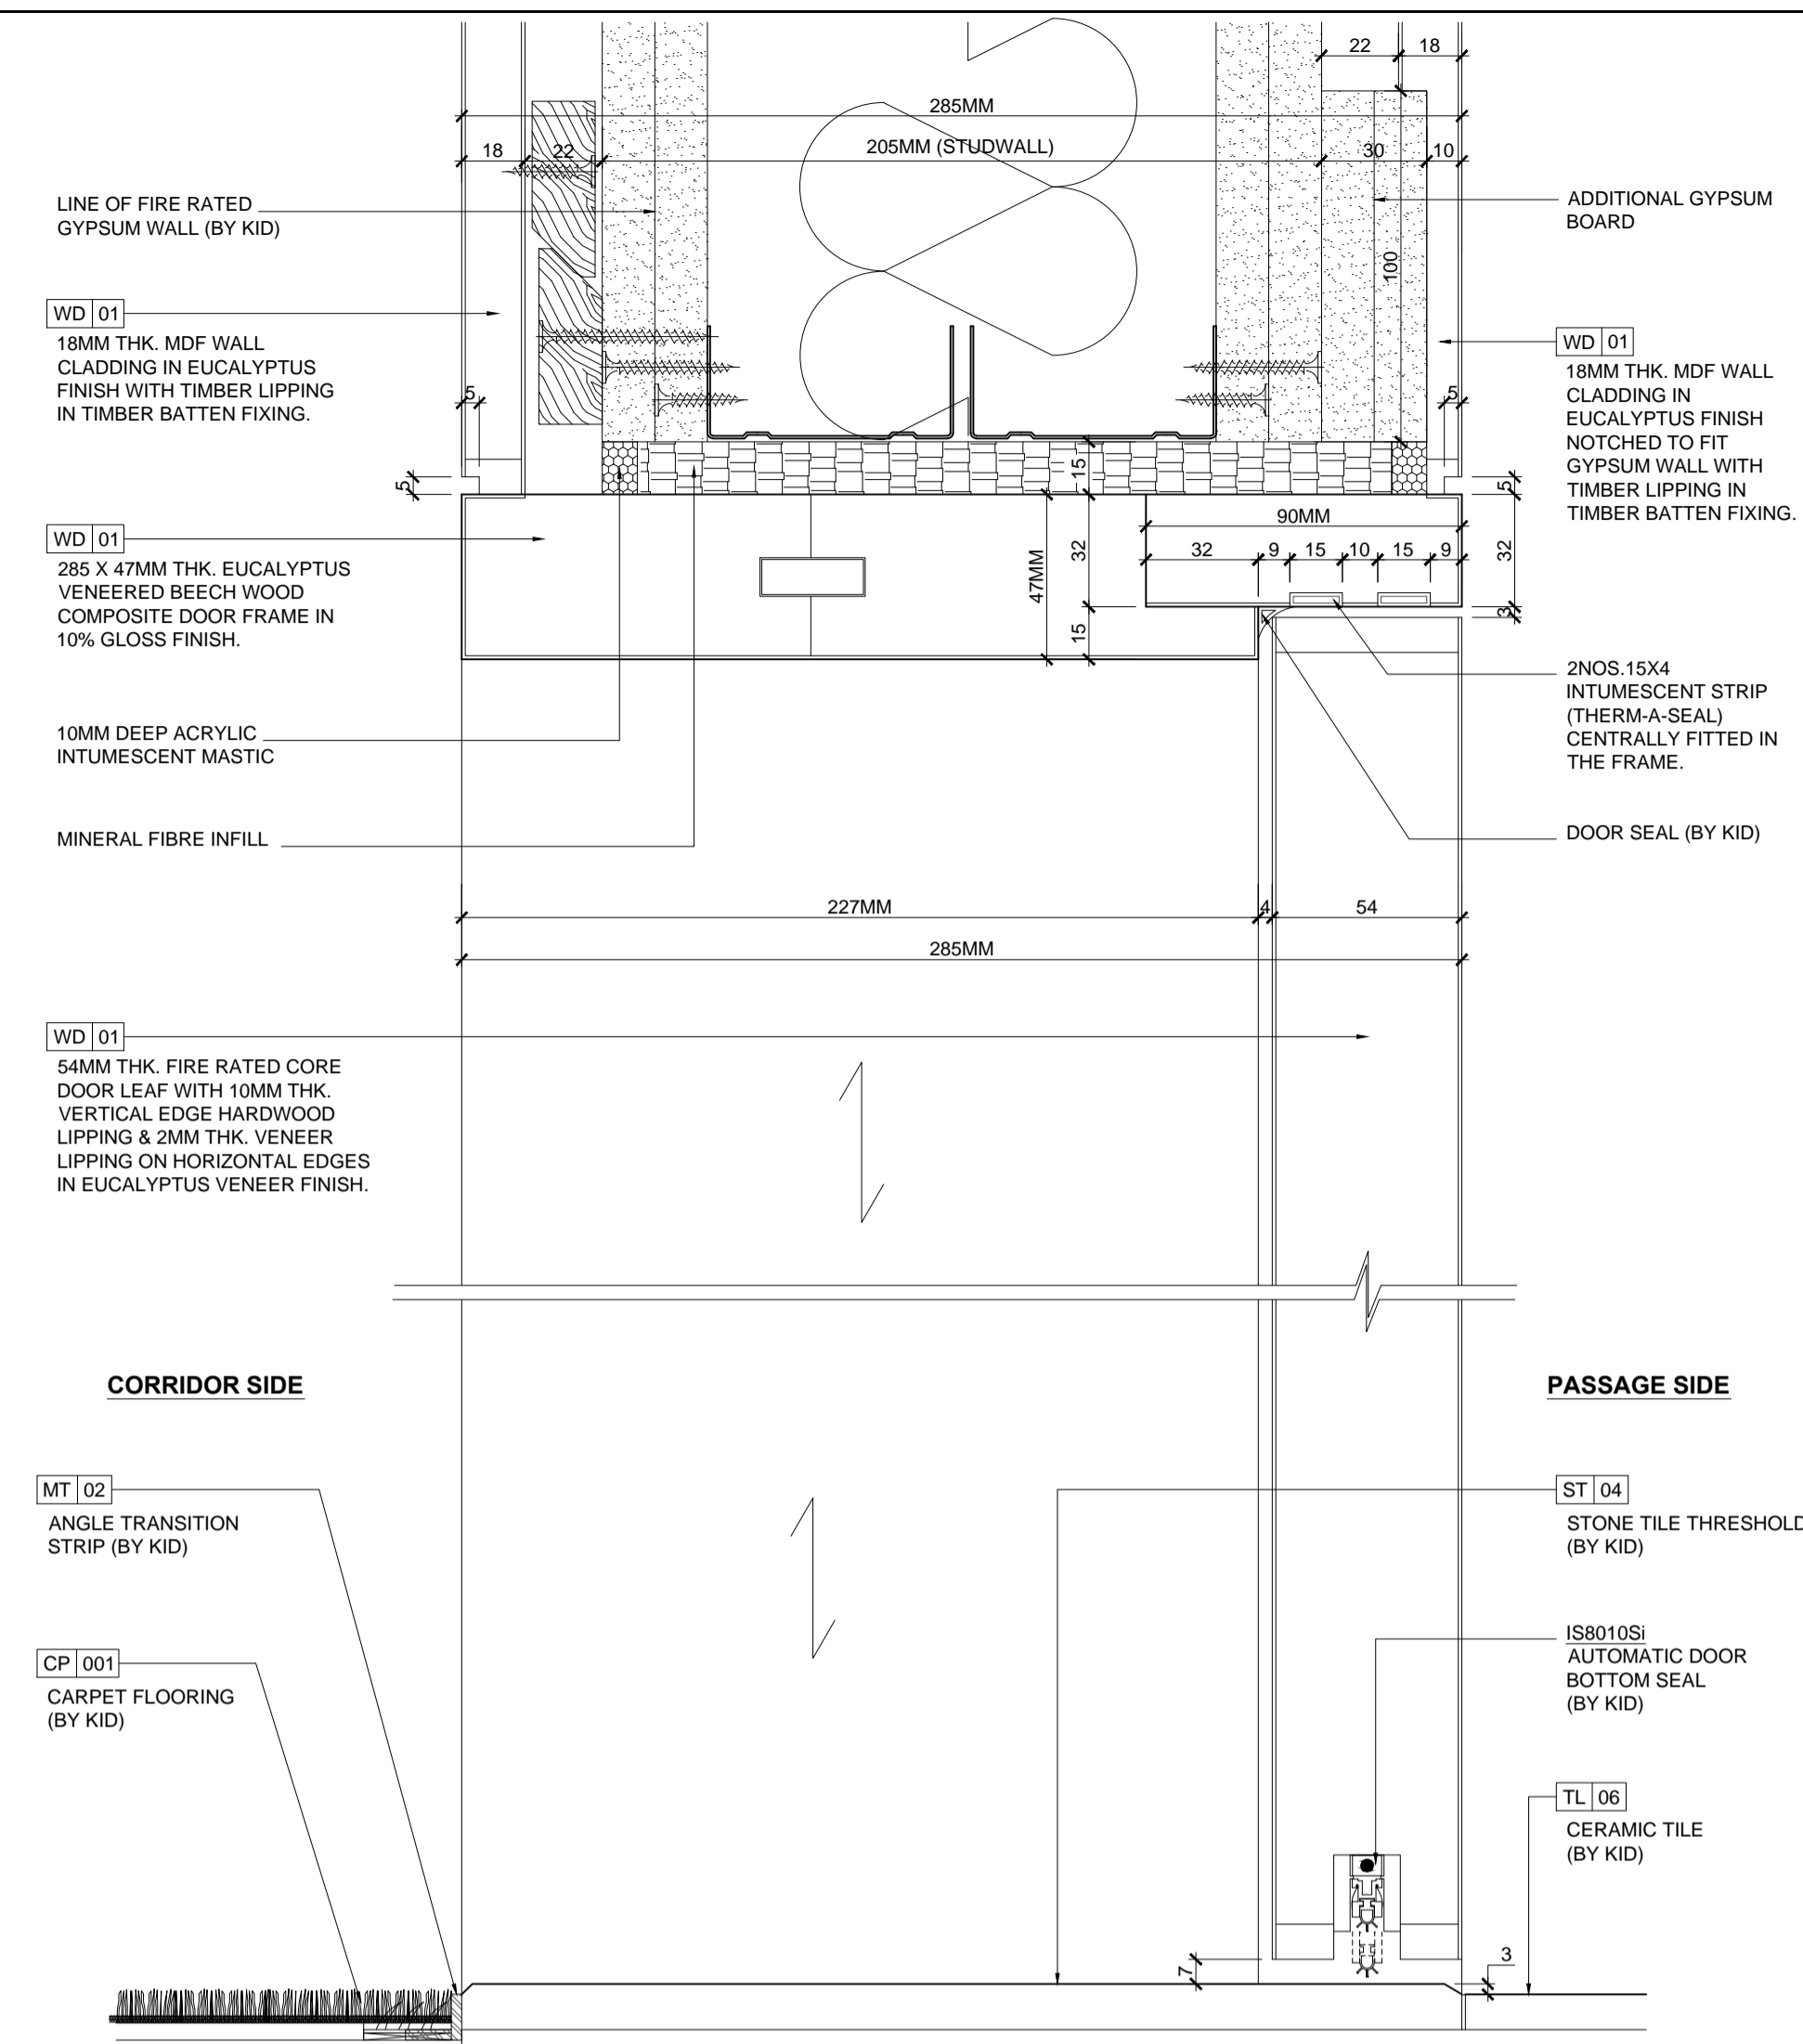 22 18
285MM
18 22 205MM (STUDWALL) 30 10
LINE OF FIRE RATED
GYPSUM WALL (BY KID)
ADDITIONAL GYPSUM
BOARD
100
WD 01
18MM THK. MDF WALL
CLADDING IN EUCALYPTUS
FINISH WITH TIMBER LIPPING
IN TIMBER BATTEN FIXING.
WD 01
18MM THK. MDF WALL
CLADDING IN
EUCALYPTUS FINISH
NOTCHED TO FIT
GYPSUM WALL WITH
TIMBER LIPPING IN
TIMBER BATTEN FIXING.
5
5
15
5
5
WD 01
285 X 47MM THK. EUCALYPTUS
VENEERED BEECH WOOD
COMPOSITE DOOR FRAME IN
10% GLOSS FINISH.
90MM
32 9 15 10 15 9
47MM
32
15
32
3
2NOS.15X4
INTUMESCENT STRIP
(THERM-A-SEAL)
CENTRALLY FITTED IN
THE FRAME.
10MM DEEP ACRYLIC
INTUMESCENT MASTIC
MINERAL FIBRE INFILL
DOOR SEAL (BY KID)
227MM 4 54
285MM
WD 01
54MM THK. FIRE RATED CORE
DOOR LEAF WITH 10MM THK.
VERTICAL EDGE HARDWOOD
LIPPING & 2MM THK. VENEER
LIPPING ON HORIZONTAL EDGES
IN EUCALYPTUS VENEER FINISH.
CORRIDOR SIDE
PASSAGE SIDE
MT 02
ANGLE TRANSITION
STRIP (BY KID)
ST 04
STONE TILE THRESHOLD
(BY KID)
CP 001
CARPET FLOORING
(BY KID)
IS8010Si
AUTOMATIC DOOR
BOTTOM SEAL
(BY KID)
TL 06
CERAMIC TILE
(BY KID)
7
3